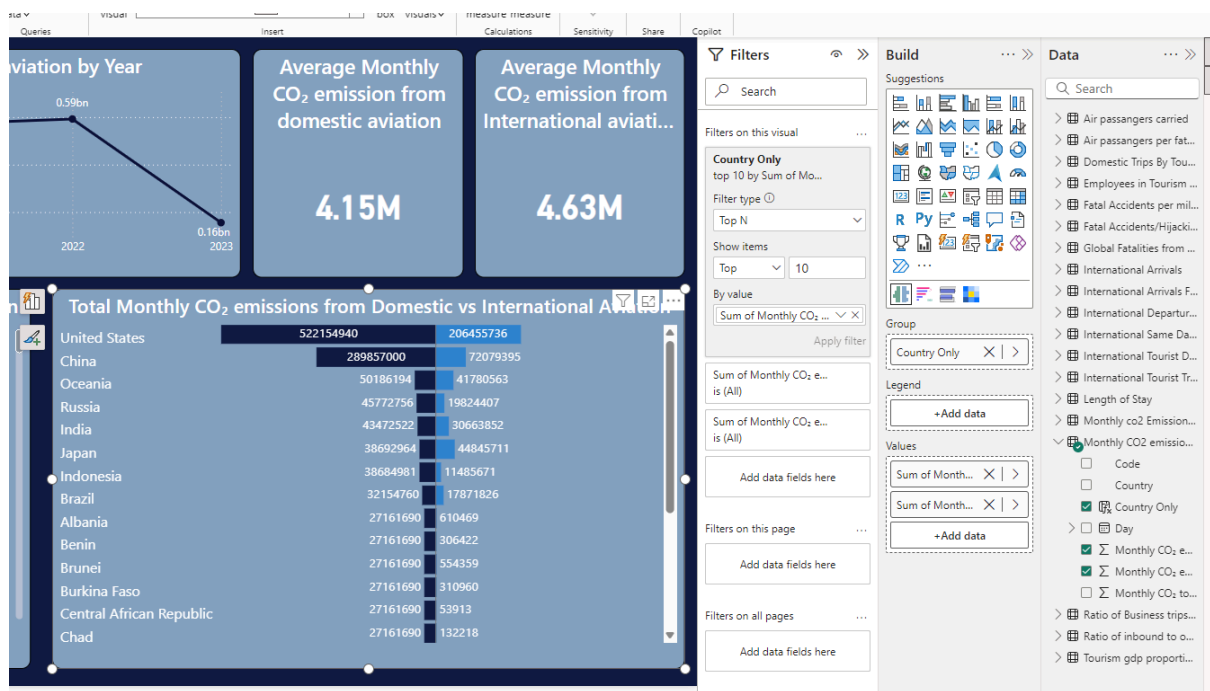 visual
box visuals
measure measure
Queries
Insert
Calculations
Sensitivity
Share
Copilot
viation by Year
0.59bn
0.16bn
2022
2023
Average Monthly
CO₂ emission from
domestic aviation
4.15M
Average Monthly
CO₂ emission from
International aviati...
4.63M
Total Monthly CO₂ emissions from Domestic vs International
United States 522154940 206455736
China 289857000 72079395
Oceania 50186194 41780563
Russia 45772756 19824407
India 43472522 30663852
Japan 38692964 44845711
Indonesia 38684981 11485671
Brazil 32154760 17871826
Albania 27161690 610469
Benin 27161690 306422
Brunei 27161690 554359
Burkina Faso 27161690 310960
Central African Republic 27161690 53913
Chad 27161690 132218
Filters
Search
Filters on this visual
Country Only
top 10 by Sum of Mo...
Filter type
Top N
Show items
Top 10
By value
Sum of Monthly CO₂ ...
Apply filter
Sum of Monthly CO₂ e...
is (All)
Sum of Monthly CO₂ e...
is (All)
Add data fields here
Filters on this page
Add data fields here
Filters on all pages
Add data fields here
Build
Suggestions
123
R Py
Group
Country Only
Legend
+Add data
Values
Sum of Month...
Sum of Month...
+Add data
Data
Search
Air passangers carried
Air passengers per fat...
Domestic Trips By Tou...
Employees in Tourism ...
Fatal Accidents per mil...
Fatal Accidents/Hijacki...
Global Fatalities from ...
International Arrivals
International Arrivals F...
International Departur...
International Same Da...
International Tourist D...
International Tourist Tr...
Length of Stay
Monthly co2 Emission...
Monthly CO2 emissio...
Code
Country
Country Only
Day
Monthly CO₂ e...
Monthly CO₂ e...
Monthly CO₂ to...
Ratio of Business trips...
Ratio of inbound to o...
Tourism gdp proporti...